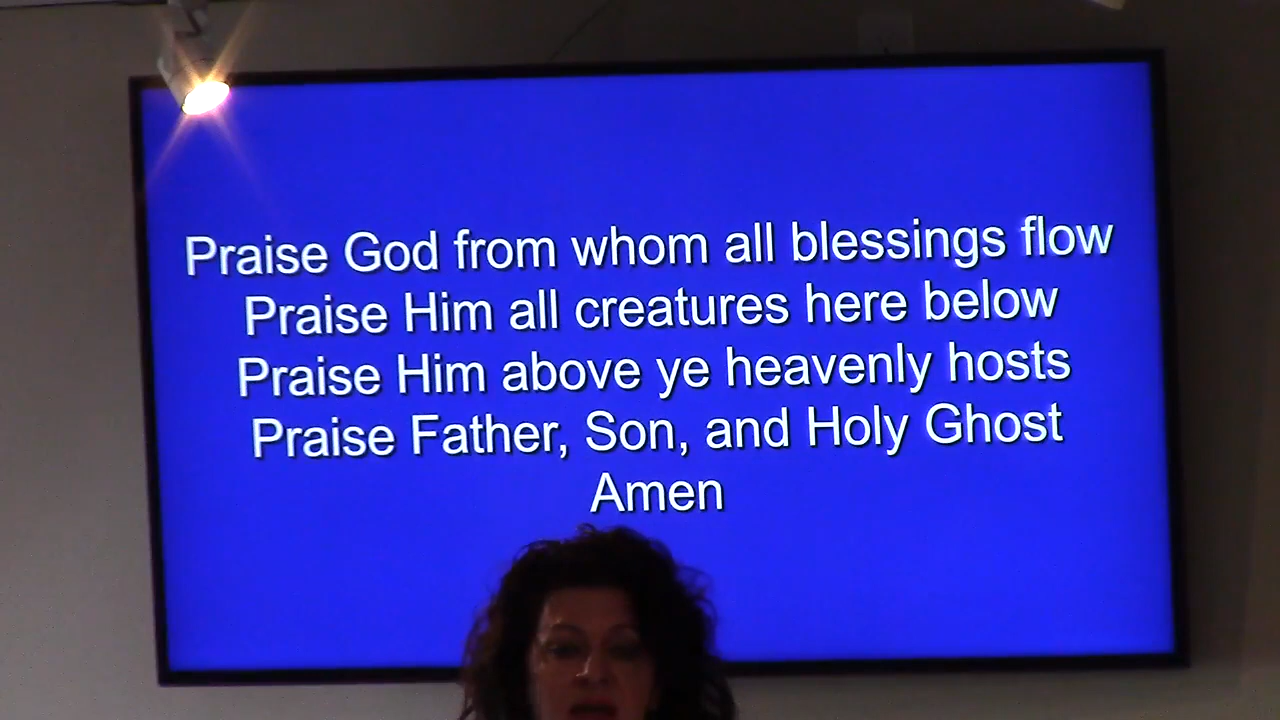 Praise God from whom all blessings flow
Praise Him all creatures here below
Praise Him above ye heavenly hosts
Praise Father, Son, and Holy Ghost
Amen